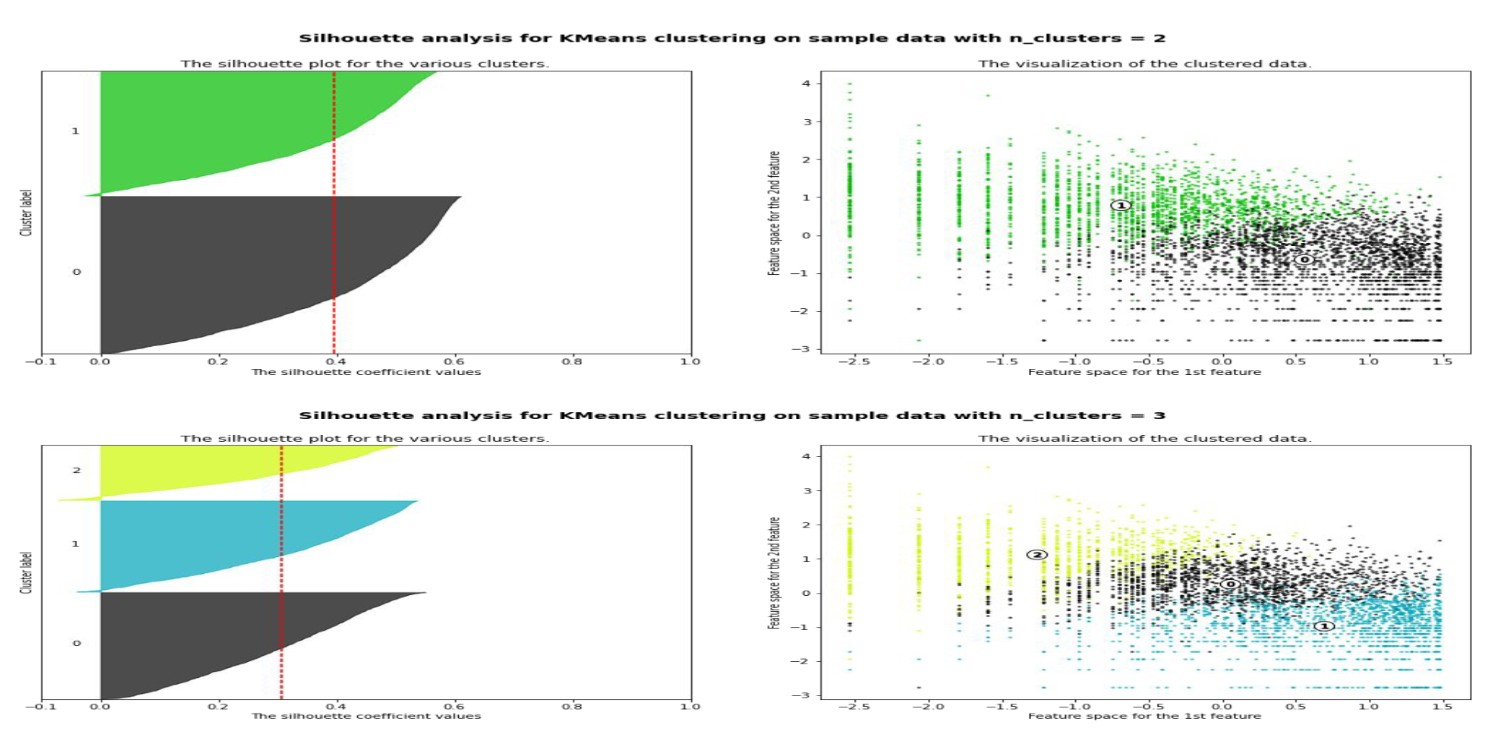 Silhouette analysis for KMeans clustering on sample data with n_clusters = 2
The silhouette plot for the various clusters.
Cluster label
1
0
−0.1 0.0 0.2 0.4 0.6 0.8 1.0
The silhouette coefficient values
The visualization of the clustered data.
Feature space for the 2nd feature
4
3
2
1
0
−1
−2
−3
1
0
−2.5 −2.0 −1.5 −1.0 −0.5 0.0 0.5 1.0 1.5
Feature space for the 1st feature
Silhouette analysis for KMeans clustering on sample data with n_clusters = 3
The silhouette plot for the various clusters.
Cluster label
2
1
0
−0.1 0.0 0.2 0.4 0.6 0.8 1.0
The silhouette coefficient values
The visualization of the clustered data.
Feature space for the 2nd feature
4
3
2
1
0
−1
−2
−3
2
0
1
−2.5 −2.0 −1.5 −1.0 −0.5 0.0 0.5 1.0 1.5
Feature space for the 1st feature